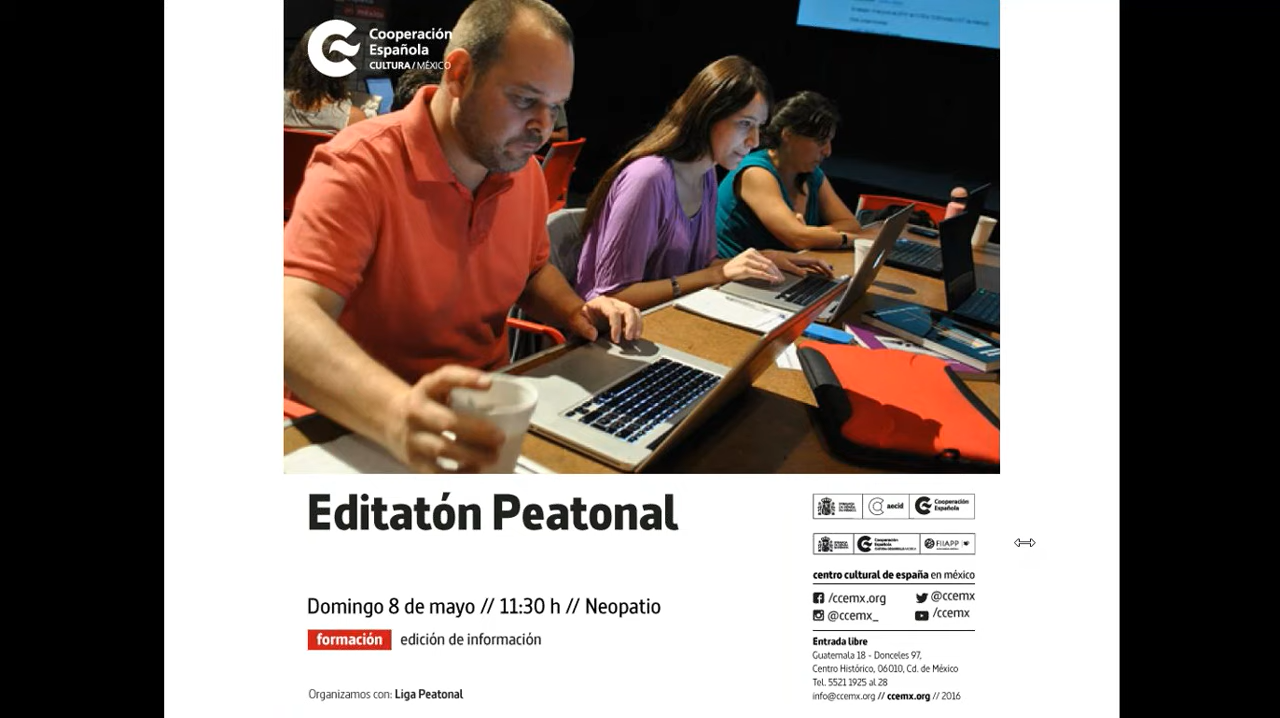 Cooperación
Española
CULTURA / MÉXICO
Editatón Peatonal
Domingo 8 de mayo // 11:30 h // Neopatio
formación edición de información
Organizamos con: Liga Peatonal
aecid
Cooperación
Española
Cooperación
Española
FIIAPP
centro cultural de españa en méxico
/ccemx.org @ccemx
@ccemx_ /ccemx
Entrada libre
Guatemala 18 - Donceles 97,
Centro Histórico, 06010, Cd. de México
Tel. 5521 1925 al 28
info@ccemx.org // ccemx.org // 2016